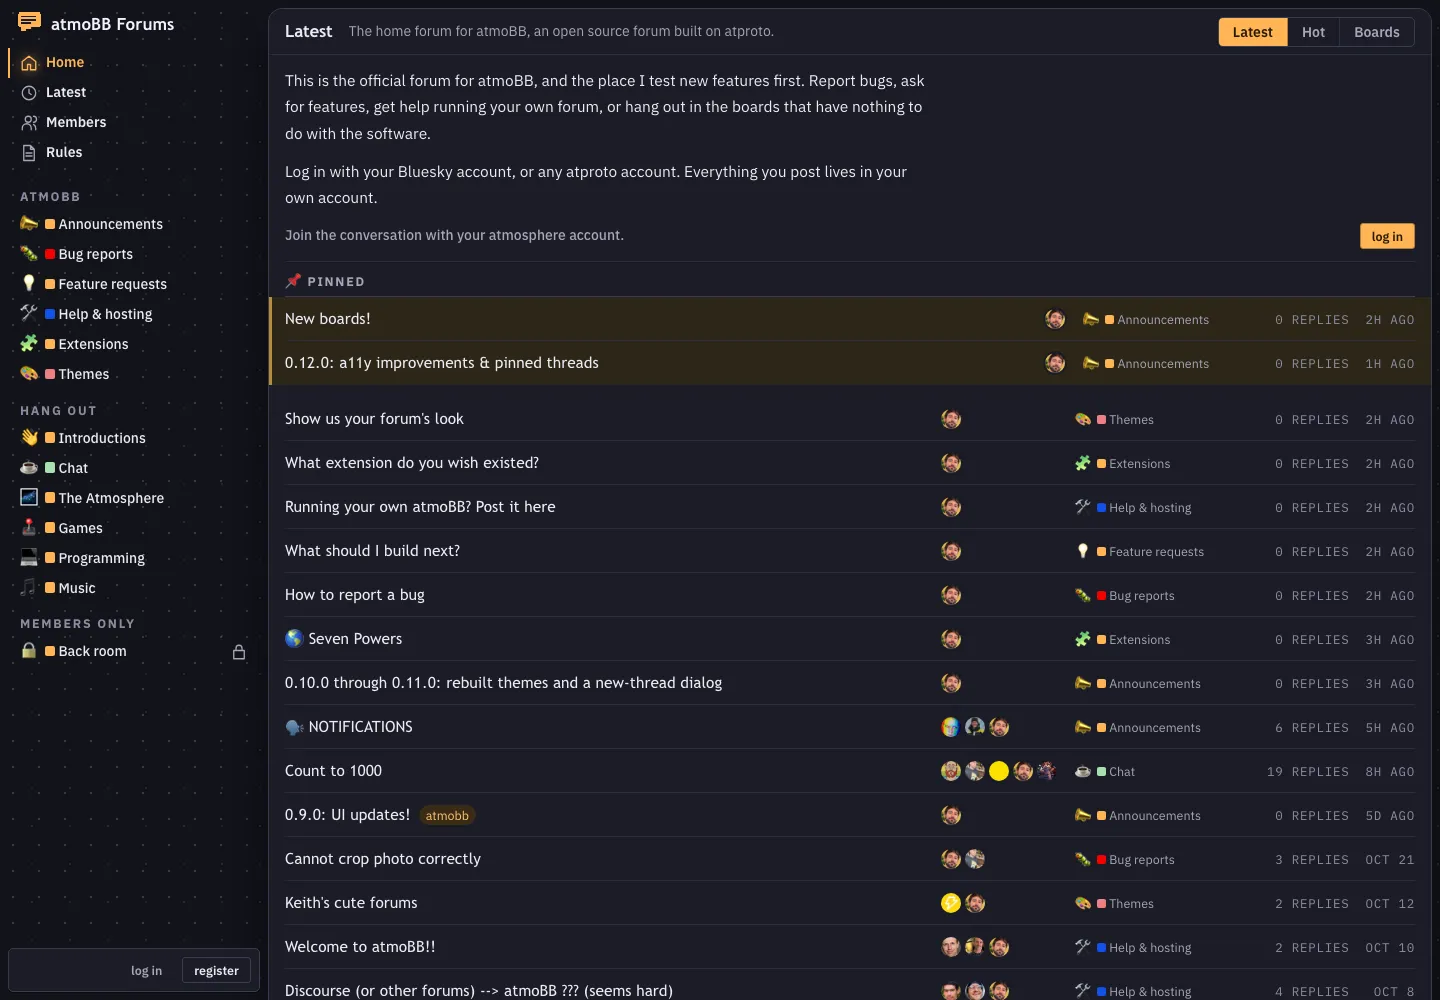 atmoBB Forums
Home
Latest
Members
Rules
ATMOBB
Announcements
Bug reports
Feature requests
Help & hosting
Extensions
Themes
HANG OUT
Introductions
Chat
The Atmosphere
Games
Programming
Music
MEMBERS ONLY
Back room
log in register
Latest The home forum for atmoBB, an open source forum built on atproto. Latest Hot Boards
This is the official forum for atmoBB, and the place I test new features first. Report bugs, ask
for features, get help running your own forum, or hang out in the boards that have nothing to
do with the software.
Log in with your Bluesky account, or any atproto account. Everything you post lives in your
own account.
Join the conversation with your atmosphere account. log in
PINNED
New boards! Announcements 0 REPLIES 2H AGO
0.12.0: a11y improvements & pinned threads Announcements 0 REPLIES 1H AGO
Show us your forum's look Themes 0 REPLIES 2H AGO
What extension do you wish existed? Extensions 0 REPLIES 2H AGO
Running your own atmoBB? Post it here Help & hosting 0 REPLIES 2H AGO
What should I build next? Feature requests 0 REPLIES 2H AGO
How to report a bug Bug reports 0 REPLIES 2H AGO
Seven Powers Extensions 0 REPLIES 3H AGO
0.10.0 through 0.11.0: rebuilt themes and a new-thread dialog Announcements 0 REPLIES 3H AGO
NOTIFICATIONS Announcements 6 REPLIES 5H AGO
Count to 1000 Chat 19 REPLIES 8H AGO
0.9.0: UI updates! atmobb Announcements 0 REPLIES 5D AGO
Cannot crop photo correctly Bug reports 3 REPLIES OCT 21
Keith's cute forums Themes 2 REPLIES OCT 12
Welcome to atmoBB!! Help & hosting 2 REPLIES OCT 10
Discourse (or other forums) --> atmoBB ??? (seems hard) Help & hosting 4 REPLIES OCT 8